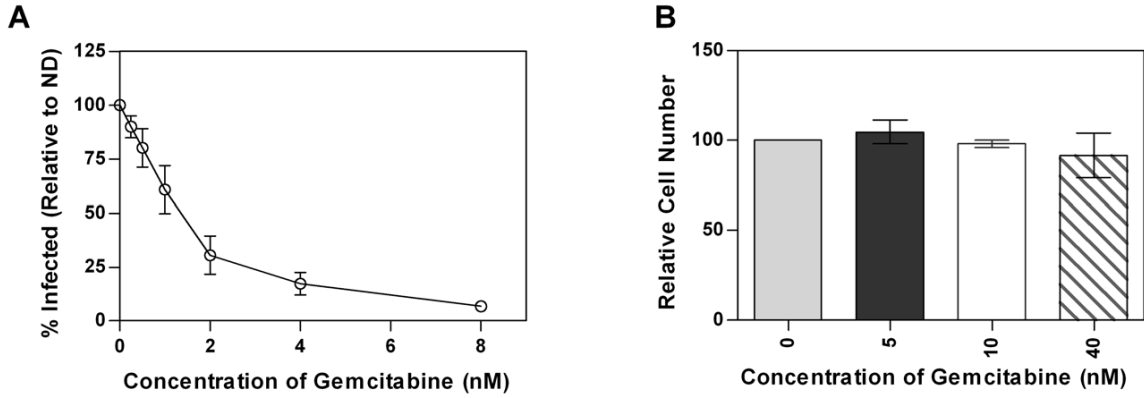 A
% Infected (Relative to ND)
125
100
75
50
25
0
0 2 4 6 8
Concentration of Gemcitabine (nM)
B
Relative Cell Number
150
100
50
0
0 5 10 40
Concentration of Gemcitabine (nM)